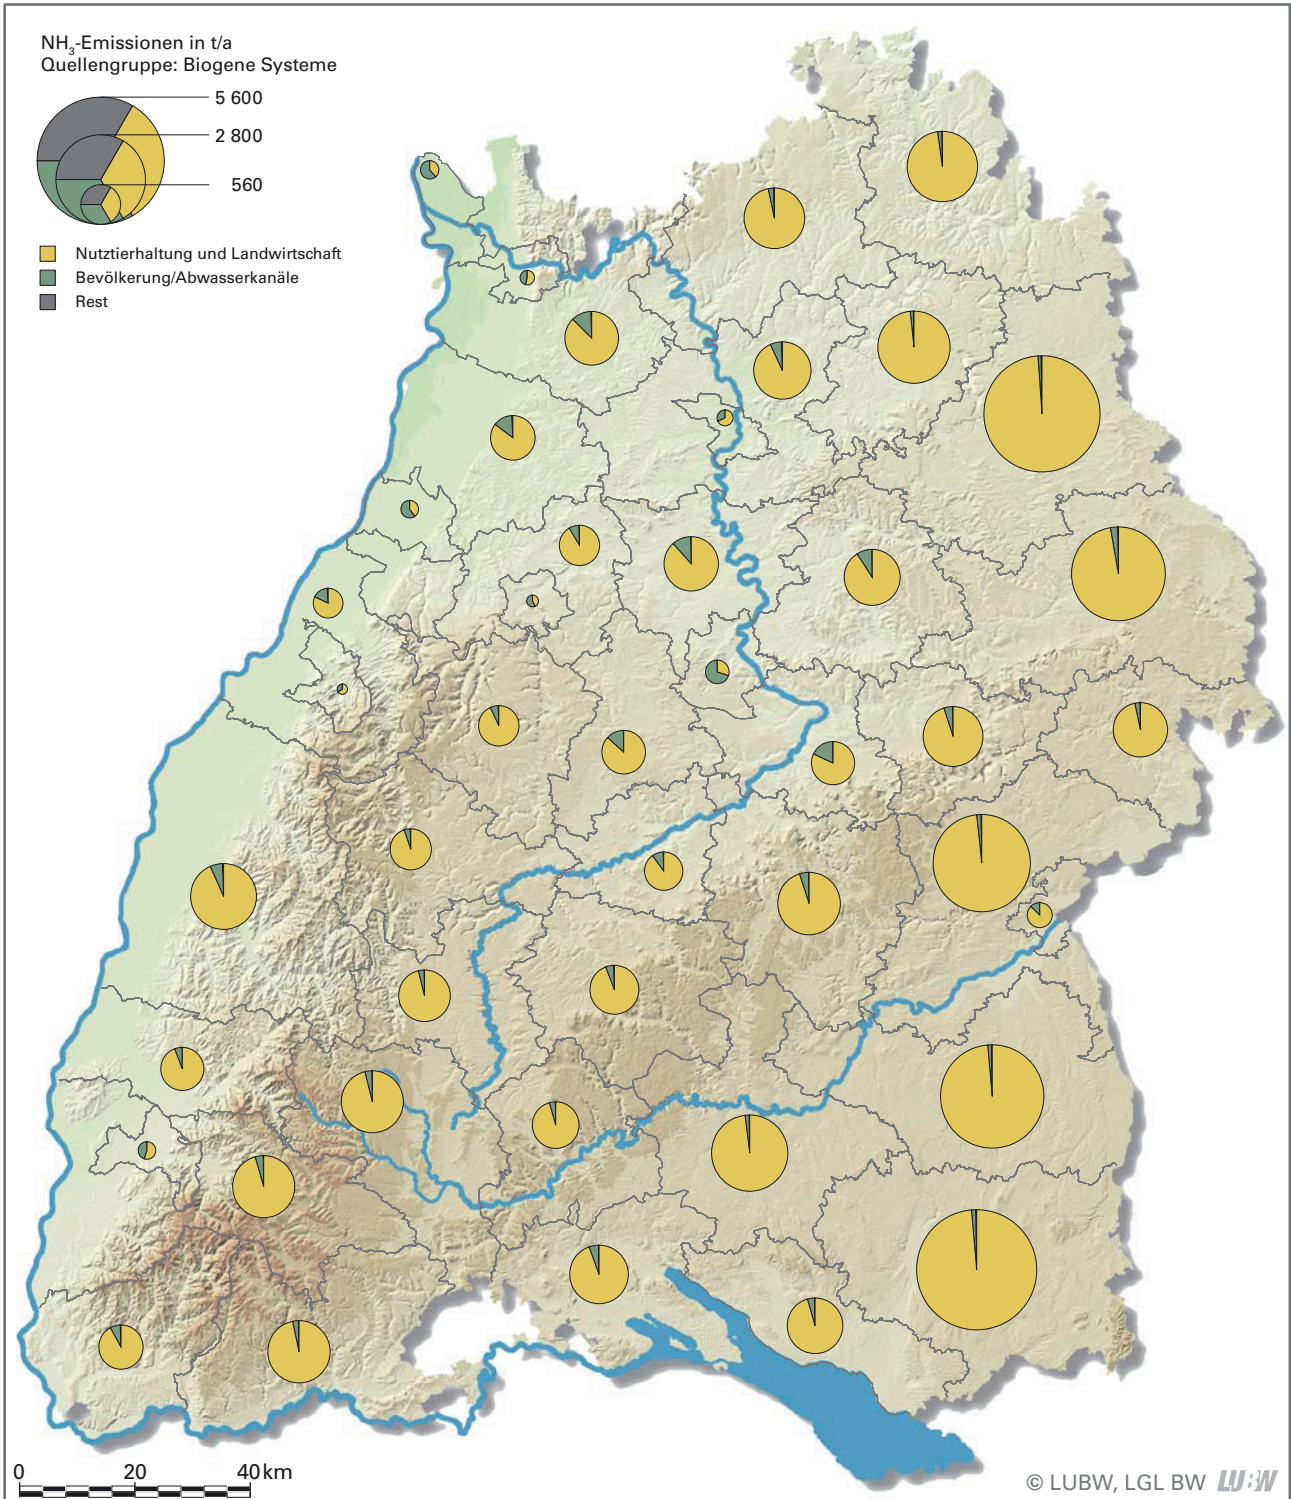 NH₃-Emissionen in t/a
Quellengruppe: Biogene Systeme
5 600
2 800
560
Nutztierhaltung und Landwirtschaft
Bevölkerung/Abwasserkanäle
Rest
0 20 40 km
© LUBW, LGL BW LUBW